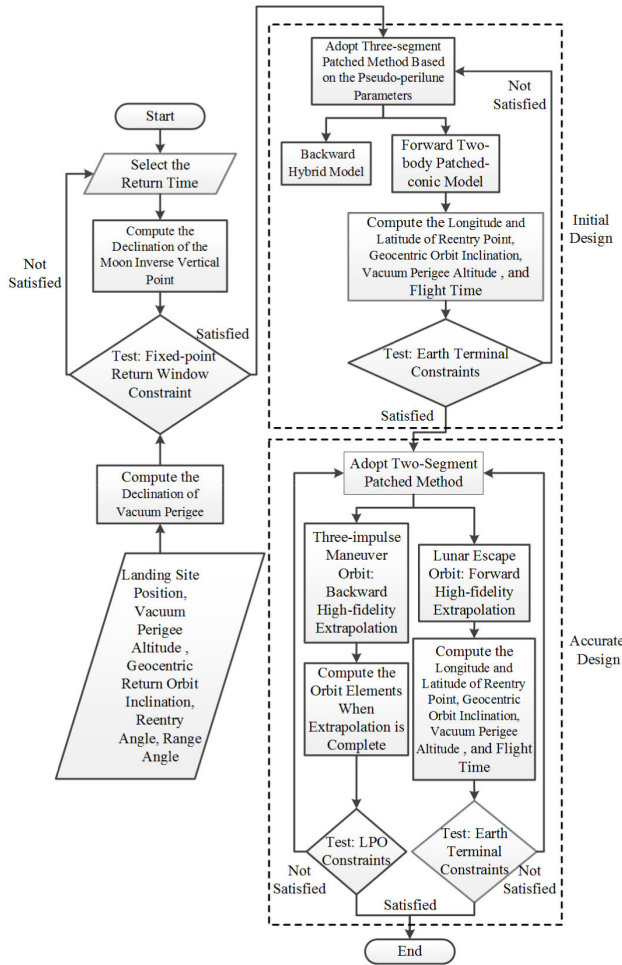 Start
Select the
Return Time
Compute the
Declination of the
Moon Inverse Vertical
Point
Not
Satisfied
Satisfied
Test: Fixed-point
Return Window
Constraint
Compute the
Declination of
Vacuum Perigee
Landing Site
Position,
Vacuum
Perigee
Altitude ,
Geocentric
Return Orbit
Inclination,
Reentry
Angle, Range
Angle
Adopt Three-segment
Patched Method Based
on the Pseudo-perilune
Parameters
Not
Satisfied
Backward
Hybrid Model
Forward Two-
body Patched-
conic Model
Compute the Longitude and
Latitude of Reentry Point,
Geocentric Orbit Inclination,
Vacuum Perigee Altitude , and
Flight Time
Initial
Design
Test: Earth Terminal
Constraints
Satisfied
Adopt Two-Segment
Patched Method
Three-impulse
Maneuver
Orbit:
Backward
High-fidelity
Extrapolation
Lunar Escape
Orbit: Forward
High-fidelity
Extrapolation
Compute the
Orbit Elements
When
Extrapolation is
Complete
Compute the
Longitude and
Latitude of Reentry
Point, Geocentric
Orbit Inclination,
Vacuum Perigee
Altitude , and Flight
Time
Accurate
Design
Test: LPO
Constraints
Test: Earth
Terminal
Constraints
Not
Satisfied
Not
Satisfied
Satisfied
End